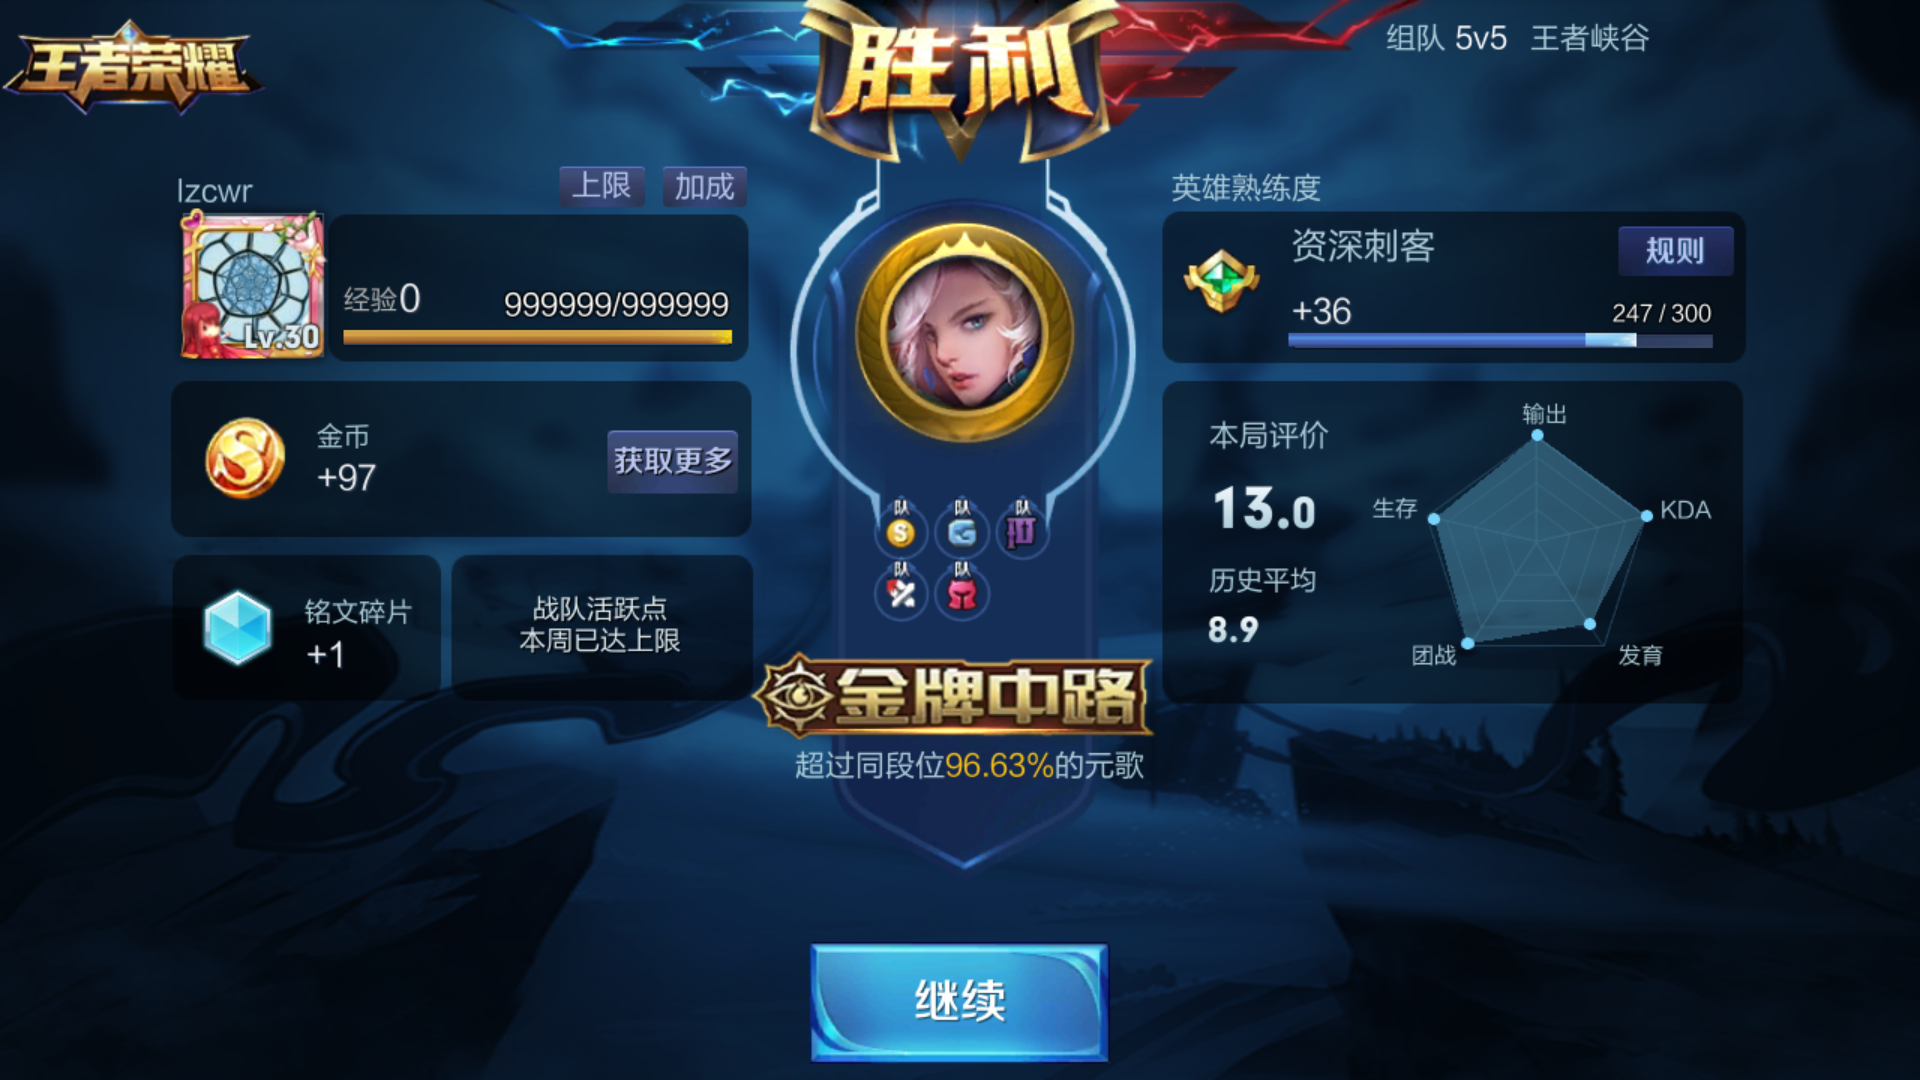 王者荣耀
胜利
组队 5v5 王者峡谷
lzcwr
上限
加成
Lv.30
经验0
999999/999999
金币
+97
获取更多
铭文碎片
+1
战队活跃点
本周已达上限
队
队
队
队
队
金牌中路
超过同段位96.63%的元歌
英雄熟练度
资深刺客
规则
+36
247 / 300
本局评价
13.0
历史平均
8.9
输出
生存
KDA
团战
发育
继续